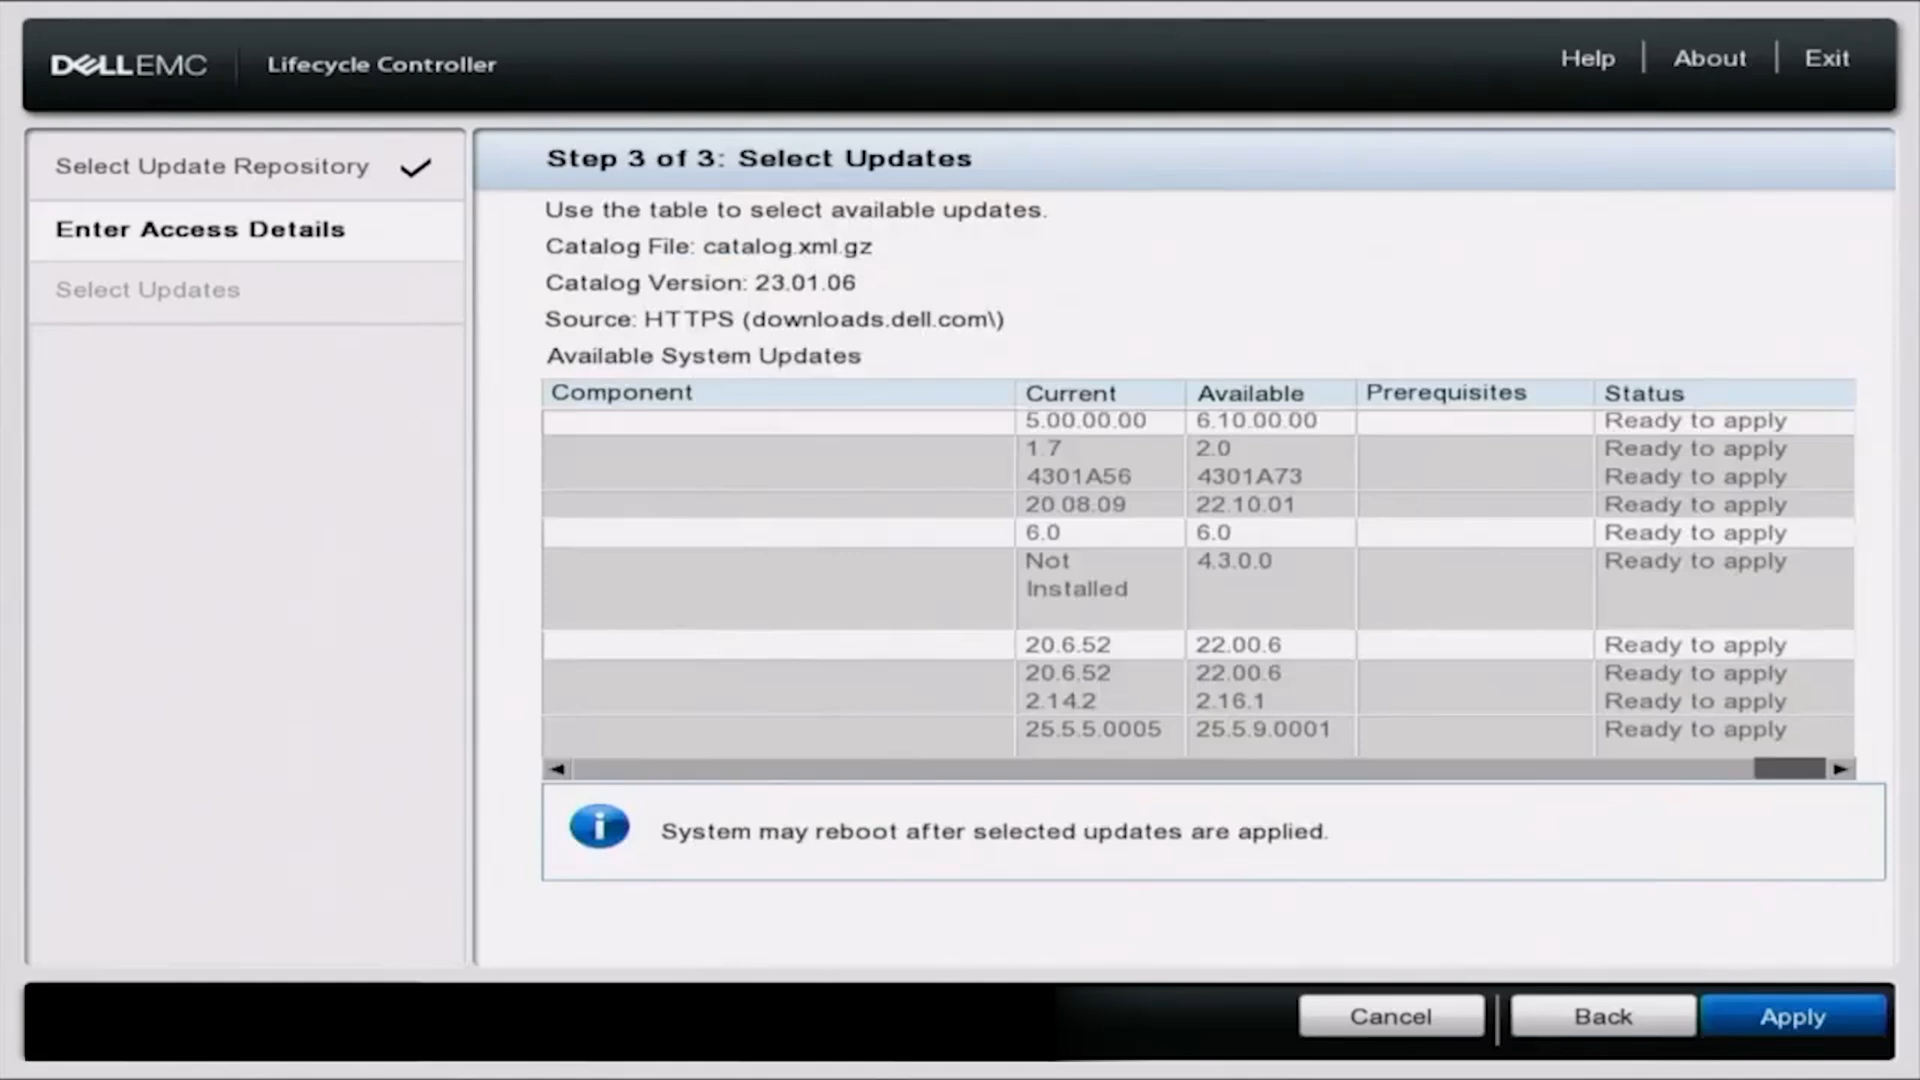 DELLEMC
Lifecycle Controller
Help
About
Exit
Select Update Repository
Enter Access Details
Select Updates
Step 3 of 3: Select Updates
Use the table to select available updates.
Catalog File: catalog.xml.gz
Catalog Version: 23.01.06
Source: HTTPS (downloads.dell.com\)
Available System Updates
Component Current Available Prerequisites Status
5.00.00.00 6.10.00.00 Ready to apply
1.7 2.0 Ready to apply
4301A56 4301A73 Ready to apply
20.08.09 22.10.01 Ready to apply
6.0 6.0 Ready to apply
Not 4.3.0.0 Ready to apply
Installed
20.6.52 22.00.6 Ready to apply
20.6.52 22.00.6 Ready to apply
2.14.2 2.16.1 Ready to apply
25.5.5.0005 25.5.9.0001 Ready to apply
i
System may reboot after selected updates are applied.
Cancel
Back
Apply